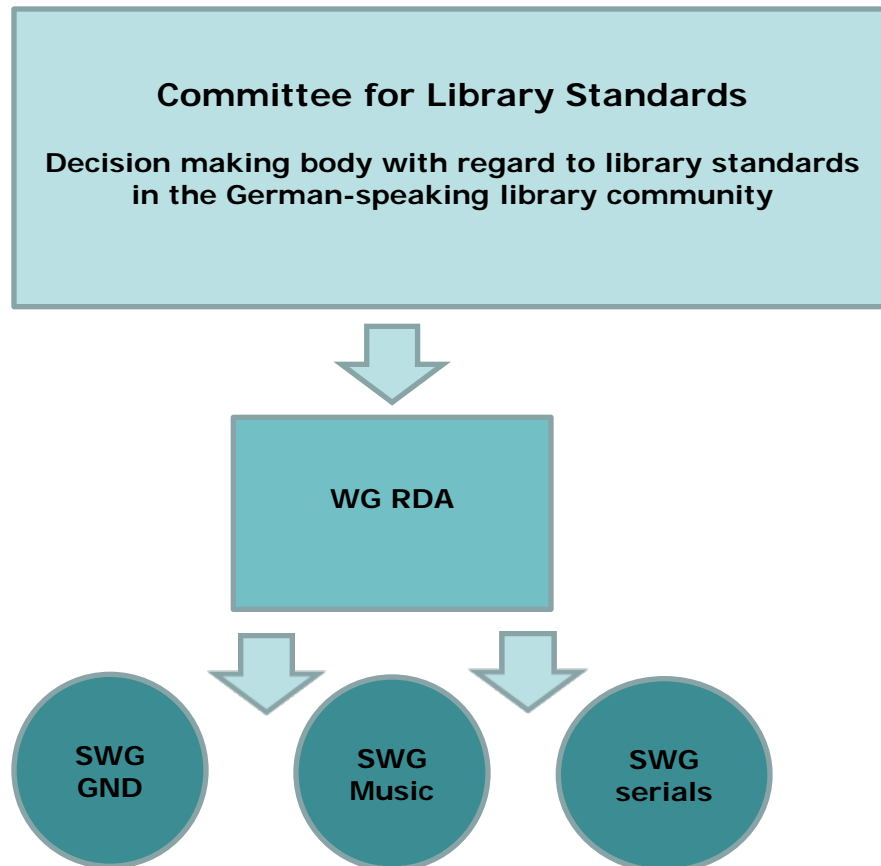 Committee for Library Standards
Decision making body with regard to library standards
in the German-speaking library community
WG RDA
SWG
GND
SWG
Music
SWG
serials